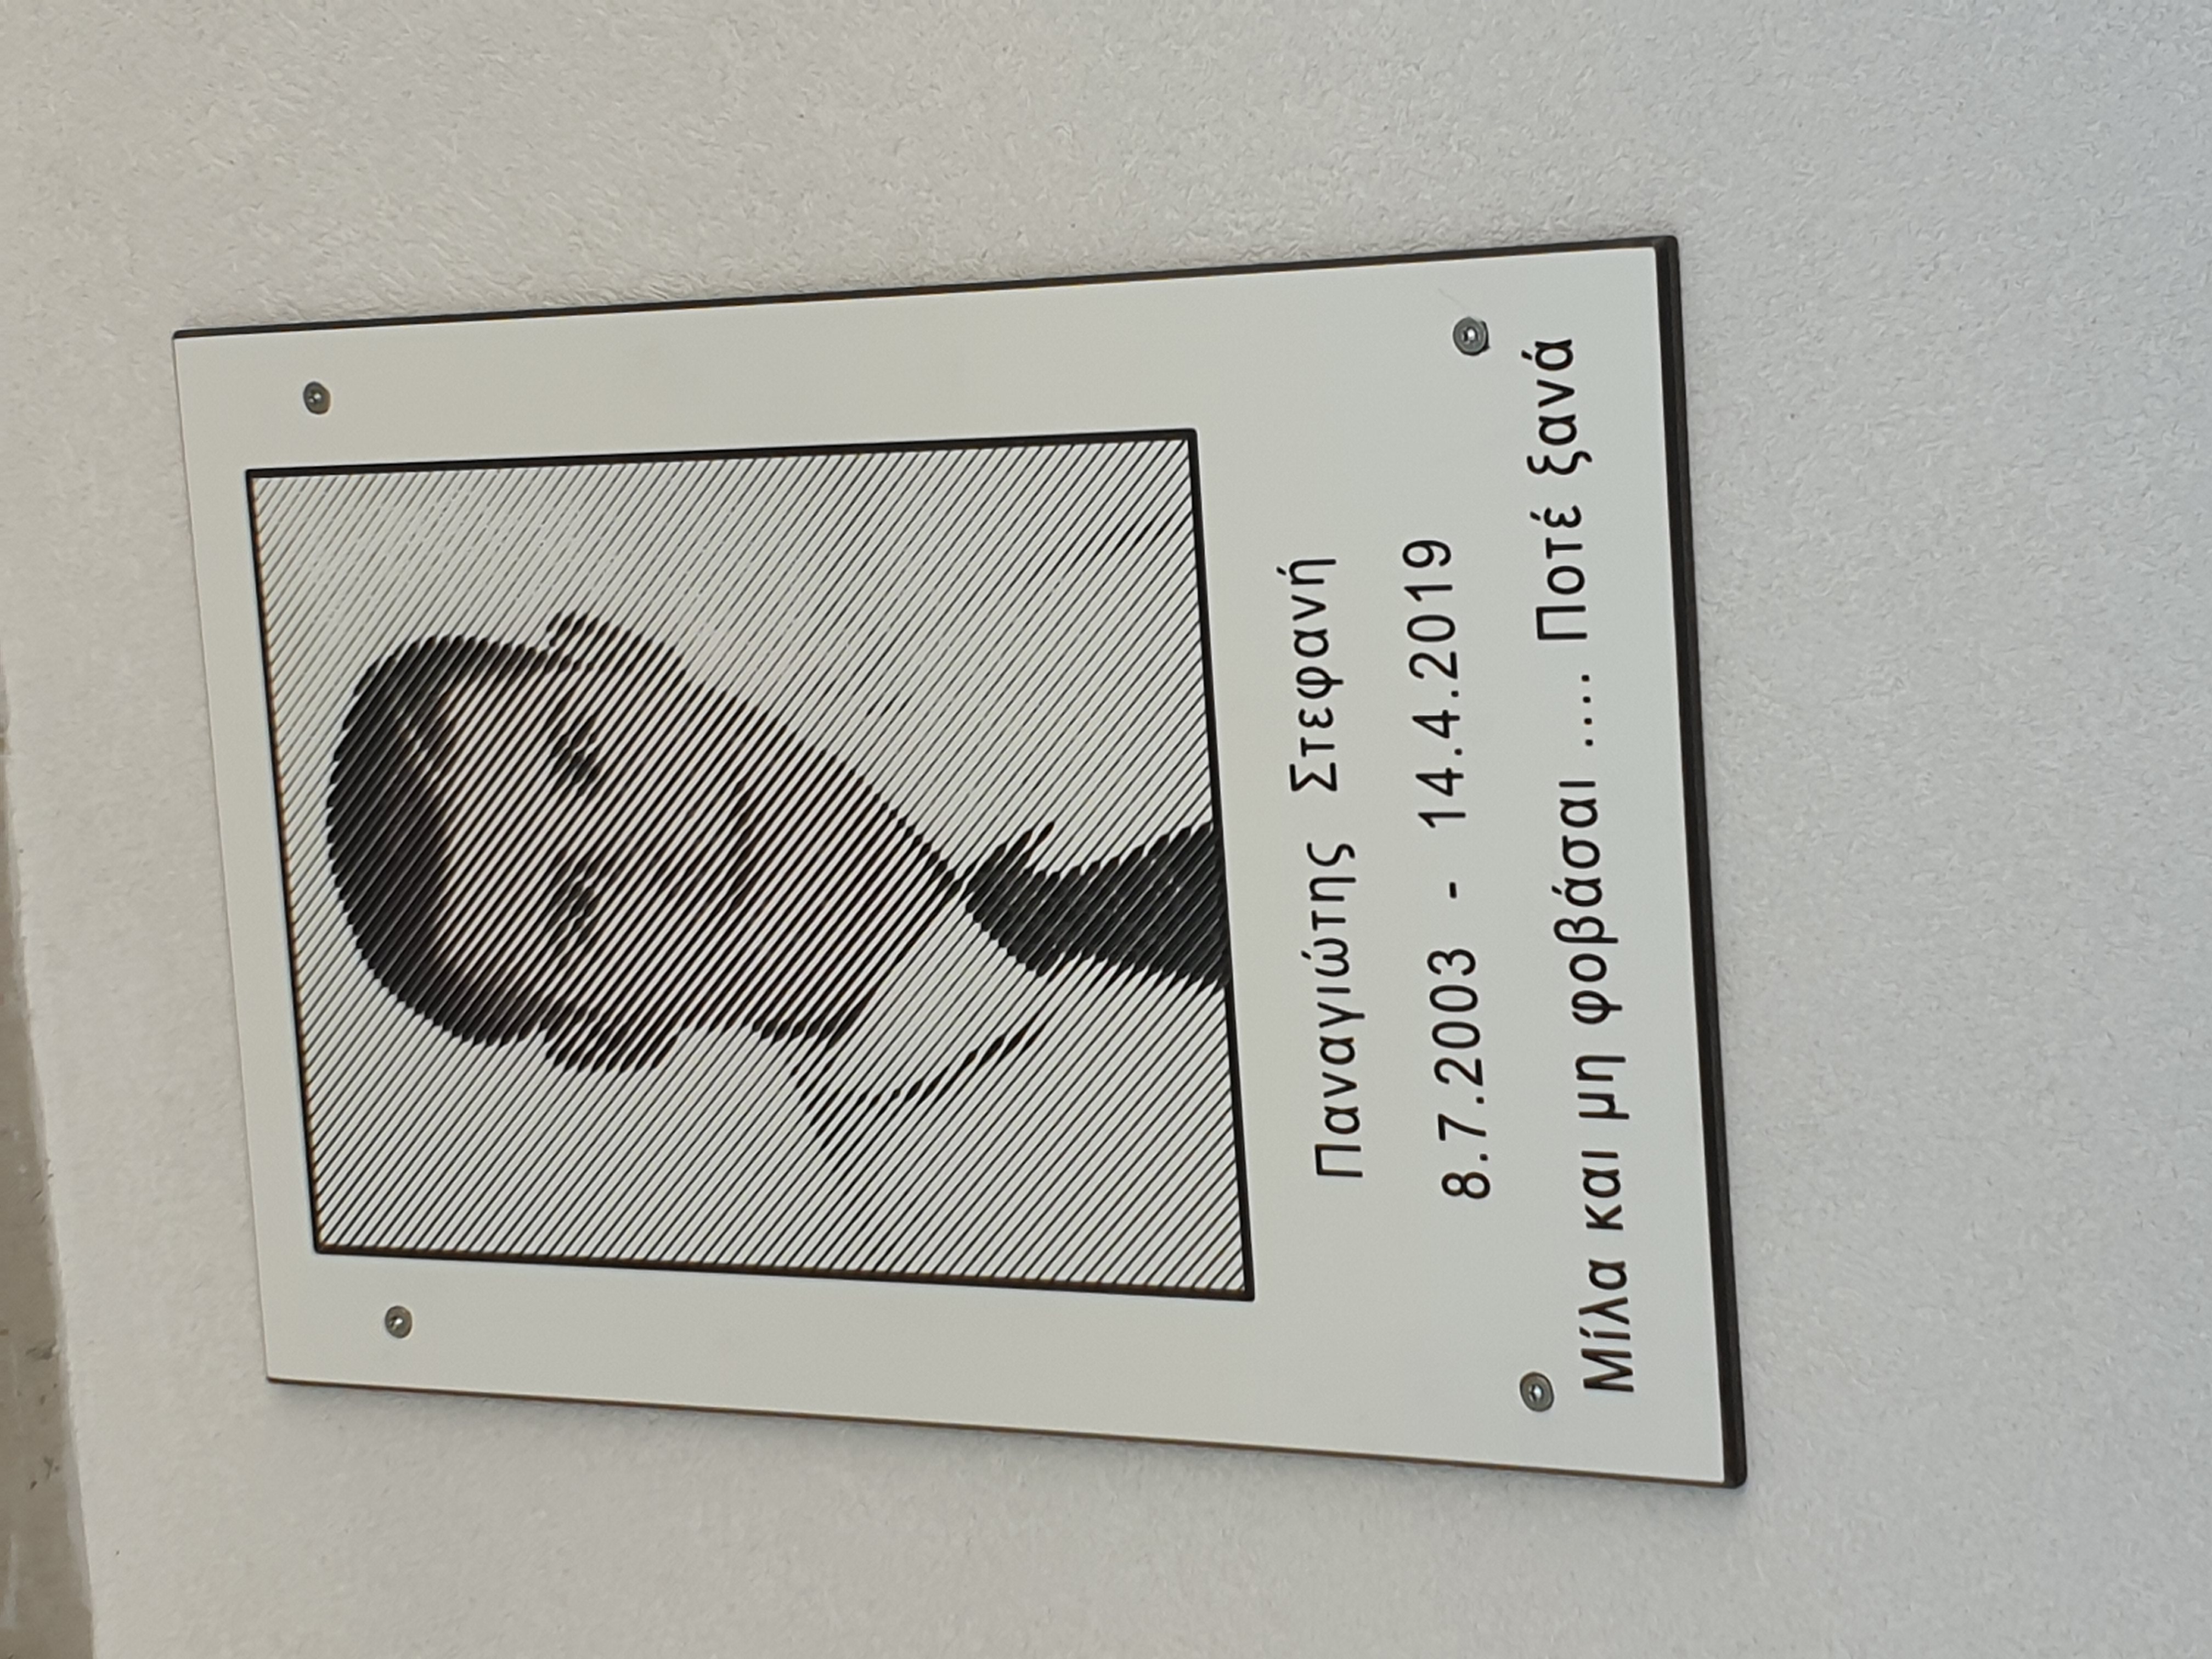 Παναγιώτης Στεφανή
8.7.2003 - 14.4.2019
Μίλα και μη φοβάσαι .... Ποτέ ξανά